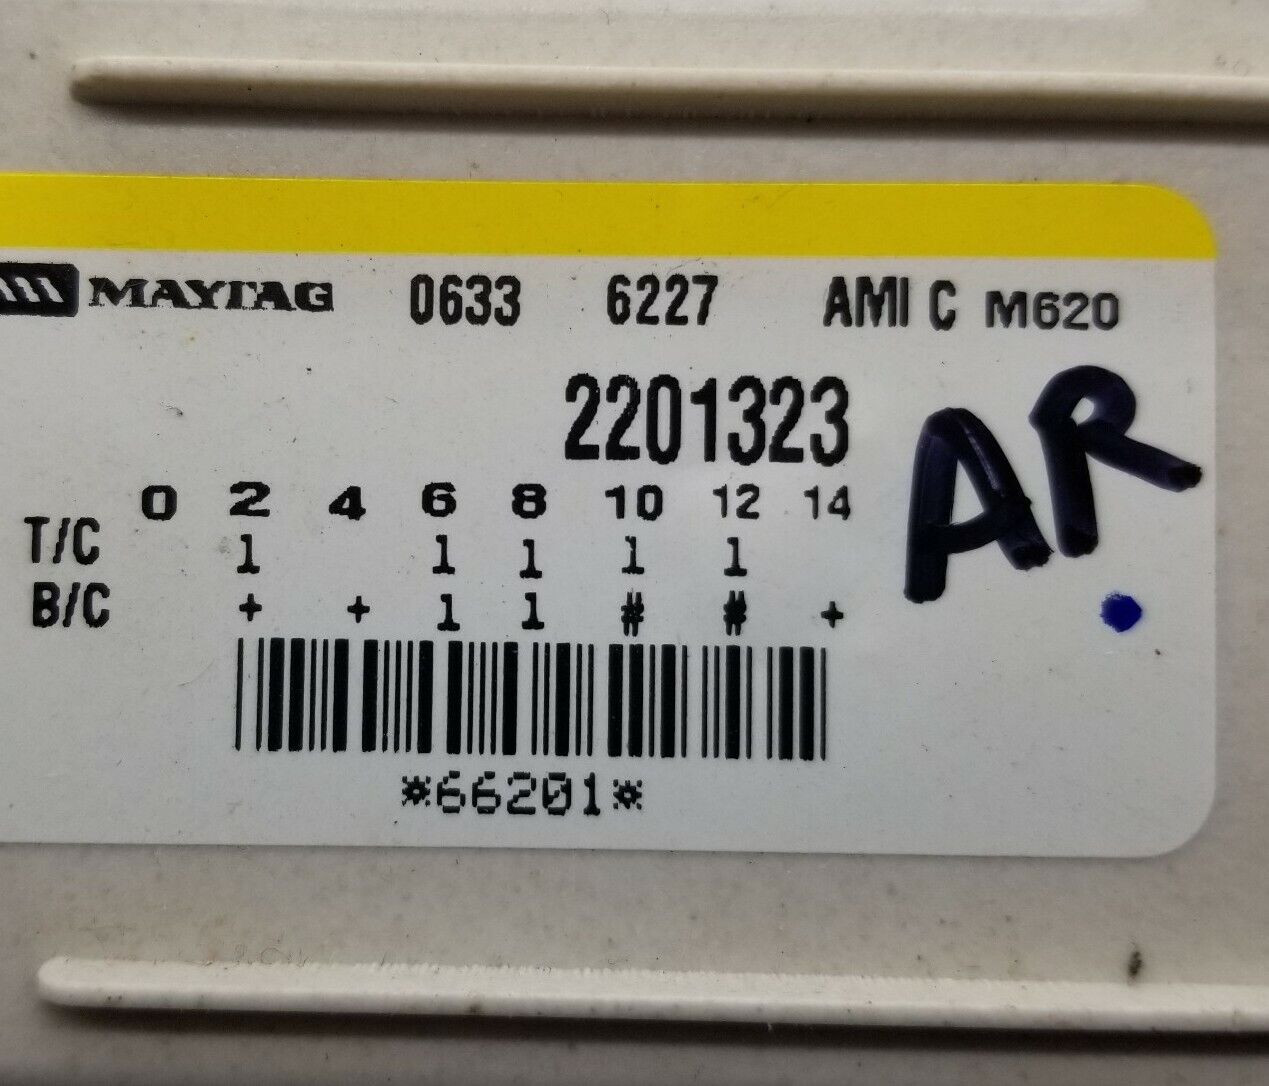 MAYTAG 0633 6227 AMI C M620
2201323
AR
0 2 4 6 8 10 12 14
T/C 1 1 1 1 1
B/C + + 1 1 # # +
*66201*